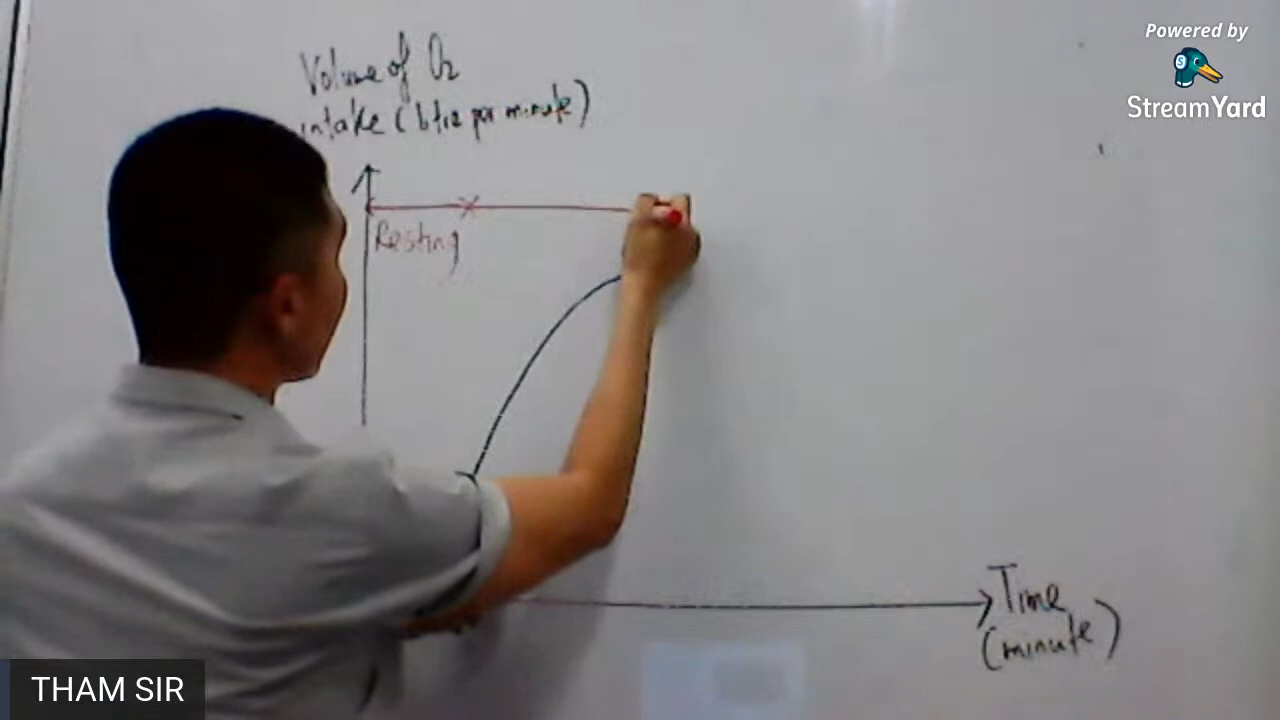 Powered by
StreamYard
Volume of O₂
intake (litre per minute)
Resting
Time
(minute)
THAM SIR